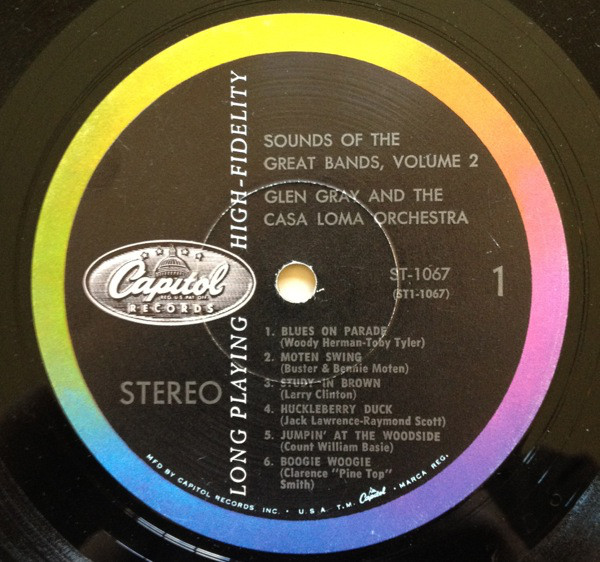 SOUNDS OF THE
GREAT BANDS, VOLUME 2
GLEN GRAY AND THE
CASA LOMA ORCHESTRA
LONG PLAYING HIGH-FIDELITY
Capitol
REG. U.S. PAT. OFF.
RECORDS
ST-1067
(ST1-1067)
1
STEREO
1. BLUES ON PARADE
(Woody Herman-Toby Tyler)
2. MOTEN SWING
(Buster & Bennie Moten)
3. STUDY IN BROWN
(Larry Clinton)
4. HUCKLEBERRY DUCK
(Jack Lawrence-Raymond Scott)
5. JUMPIN' AT THE WOODSIDE
(Count William Basie)
6. BOOGIE WOOGIE
(Clarence "Pine Top"
Smith)
MFD BY CAPITOL RECORDS INC. • U.S.A. T.M. Capitol • MARCA REG.